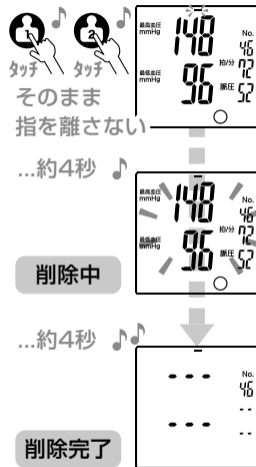 1 2
タッチ タッチ
そのまま
指を離さない
最高血圧
mmHg
148
No.
46
拍/分 72
最低血圧
mmHg
96
脈圧 52
...約4秒
最高血圧
mmHg
148
No.
46
拍/分 72
最低血圧
mmHg
96
脈圧 52
削除中
...約4秒
---
No.
46
--
---
--
削除完了